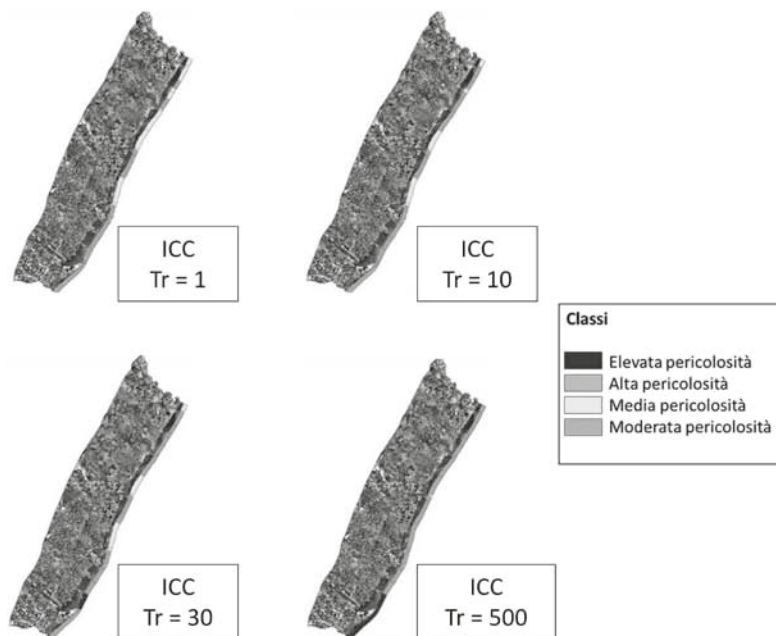 ICC
Tr = 1
ICC
Tr = 10
Classi
Elevata pericolosità
Alta pericolosità
Media pericolosità
Moderata pericolosità
ICC
Tr = 30
ICC
Tr = 500